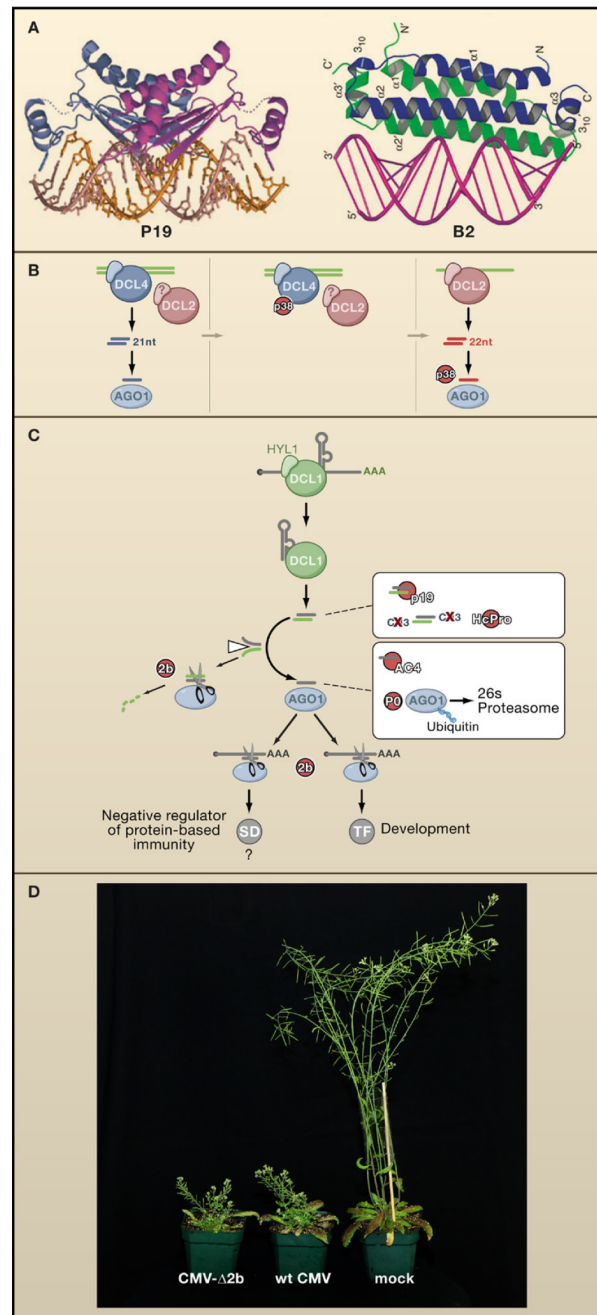 A
P19
N'
C'
3₁₀
α1
N
α3'
α2
α1'
α3
C
3₁₀'
α2'
3'
5'
5'
3'
B2
B
DCL4
?
DCL2
21nt
AGO1
DCL4
p38
?
DCL2
?
DCL2
22nt
p38
AGO1
C
HYL1
DCL1
AAA
DCL1
p19
CX3
CX3
HcPro
2b
AGO1
AC4
P0
AGO1
26s
Proteasome
Ubiquitin
AAA
2b
AAA
Negative regulator
of protein-based
immunity
SD
?
TF
Development
D
CMV-Δ2b
wt CMV
mock